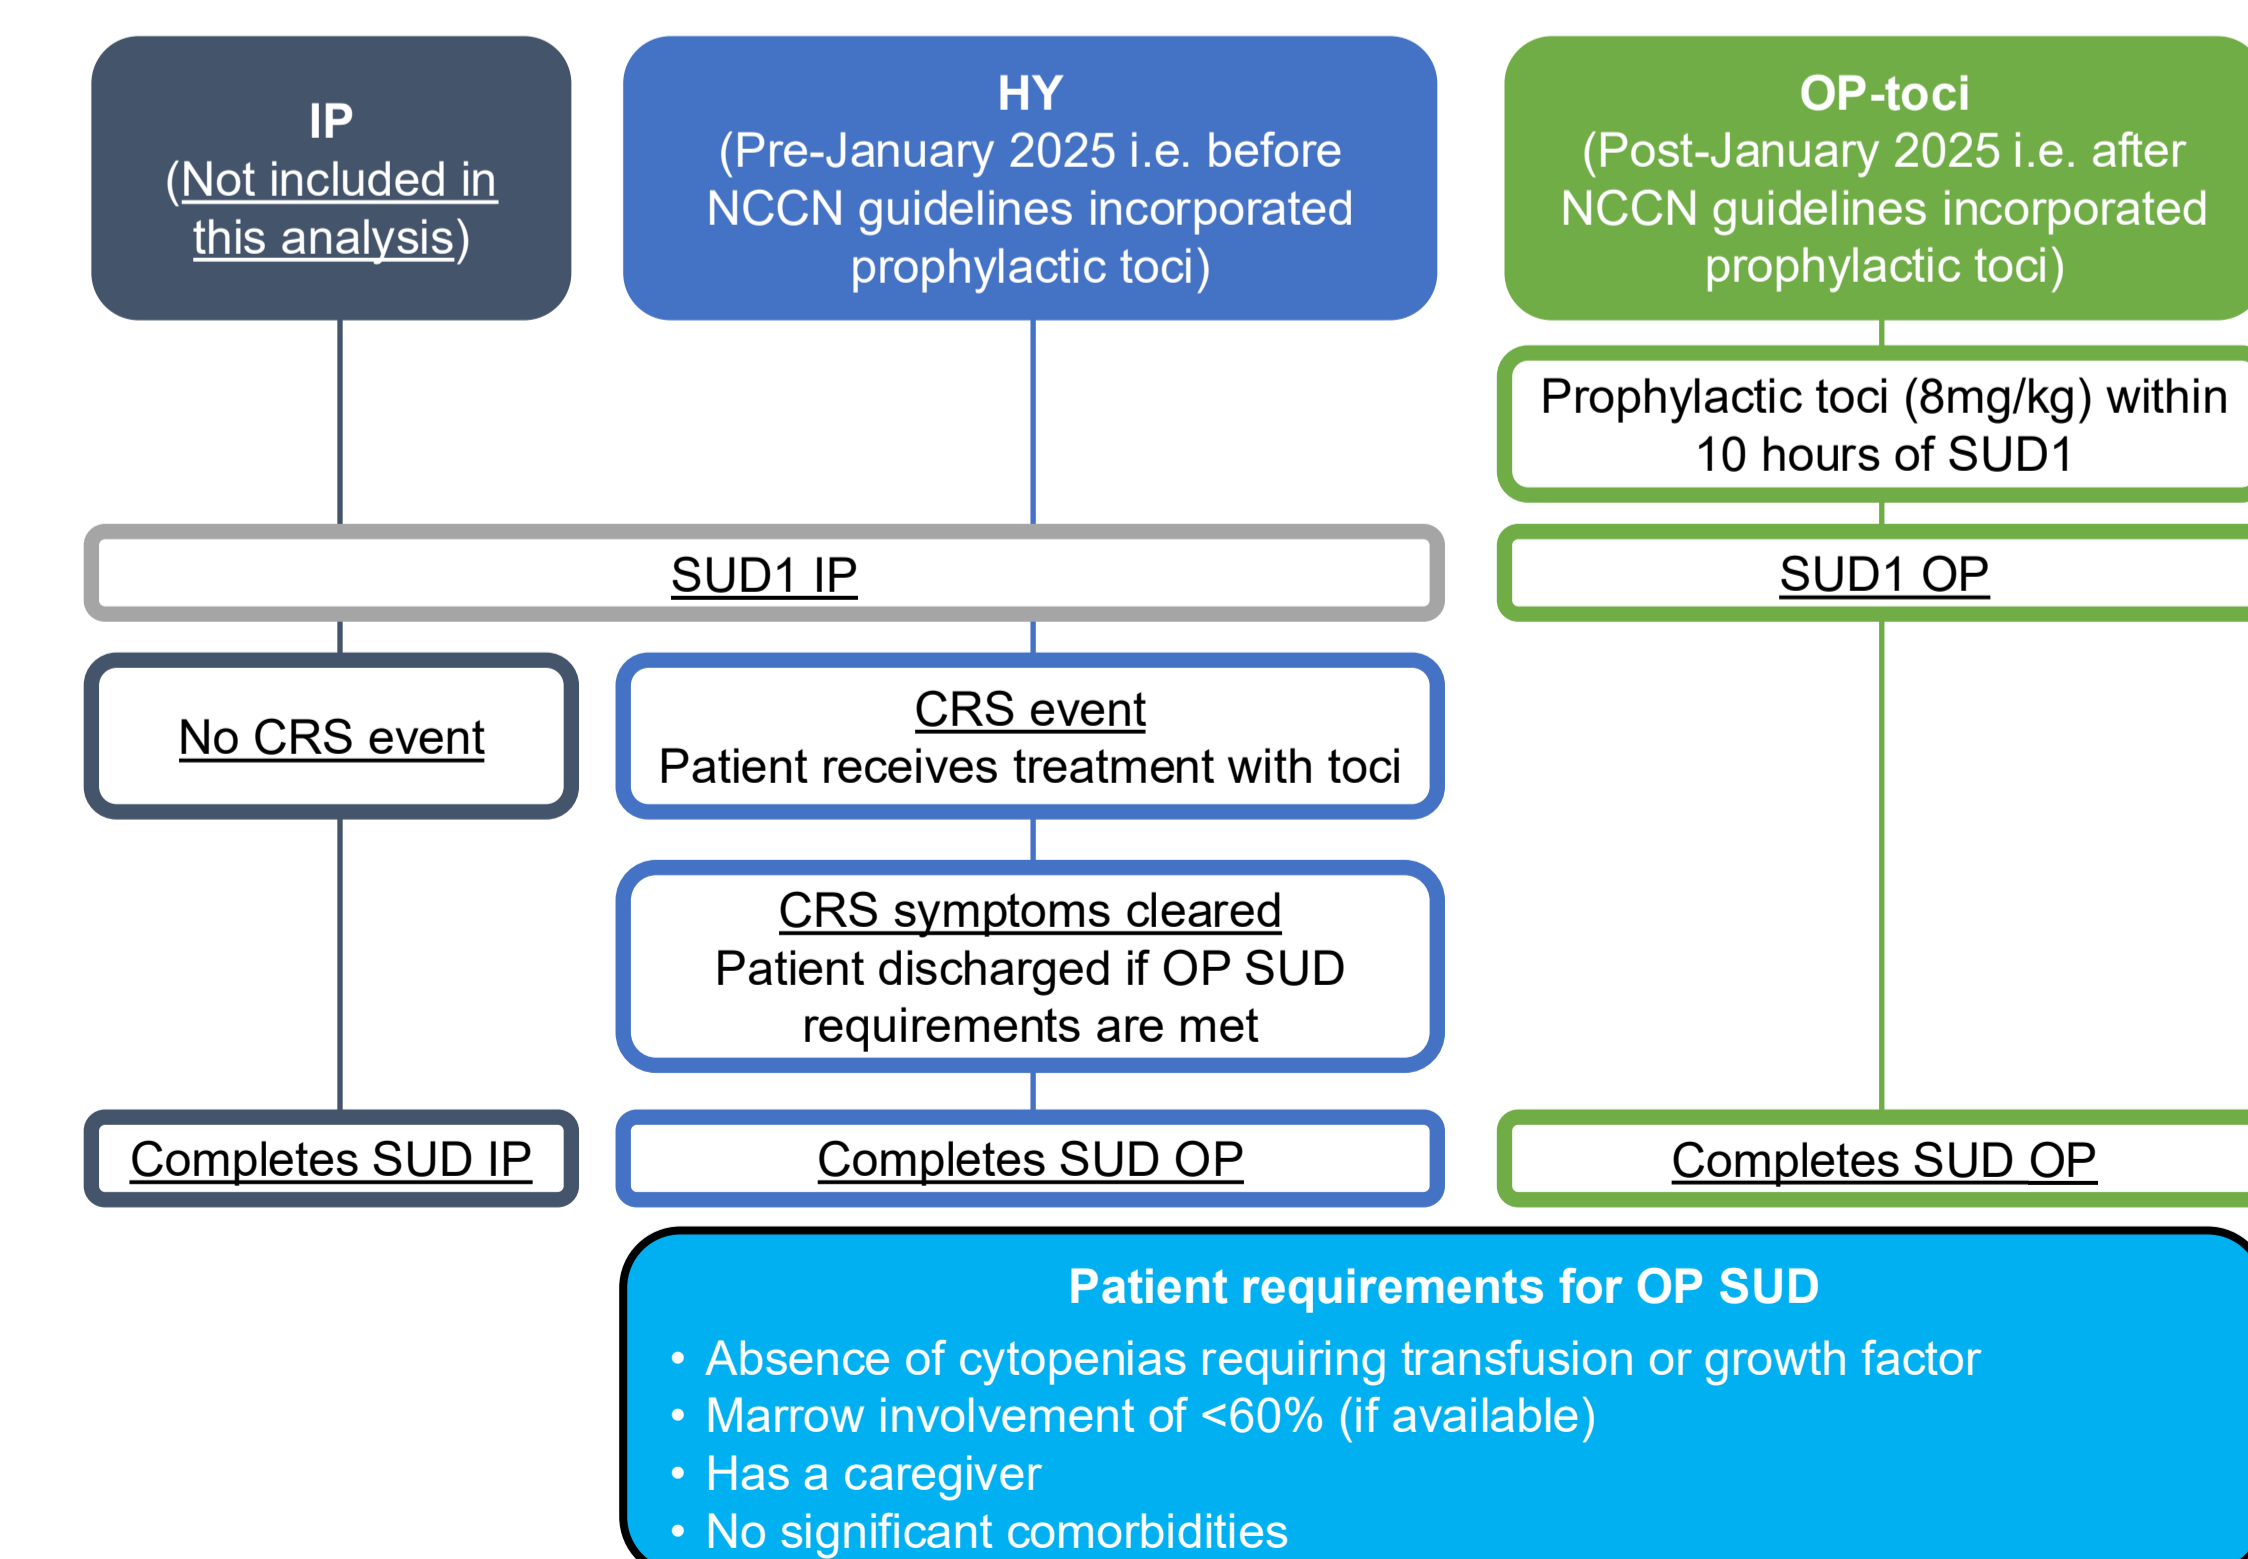 IP
(Not included in
this analysis)
HY
(Pre-January 2025 i.e. before
NCCN guidelines incorporated
prophylactic toci)
OP-toci
(Post-January 2025 i.e. after
NCCN guidelines incorporated
prophylactic toci)
Prophylactic toci (8mg/kg) within
10 hours of SUD1
SUD1 IP
SUD1 OP
No CRS event
CRS event
Patient receives treatment with toci
CRS symptoms cleared
Patient discharged if OP SUD
requirements are met
Completes SUD IP
Completes SUD OP
Completes SUD OP
Patient requirements for OP SUD
• Absence of cytopenias requiring transfusion or growth factor
• Marrow involvement of <60% (if available)
• Has a caregiver
• No significant comorbidities